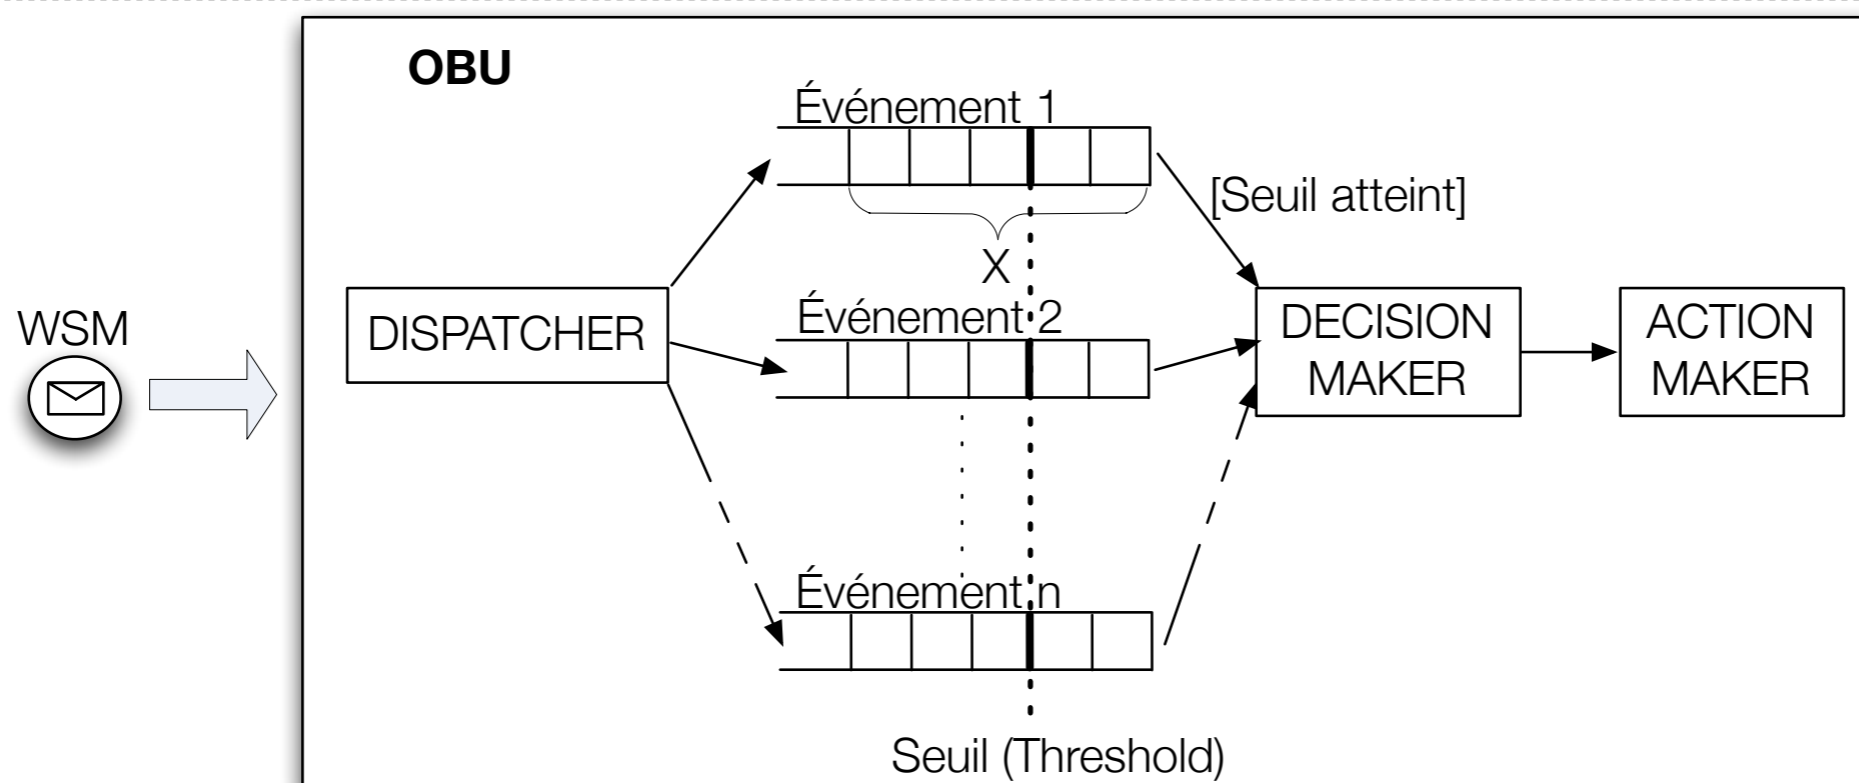 OBU
Événement 1
[Seuil atteint]
X
WSM
DISPATCHER
Événement 2
DECISION
MAKER
ACTION
MAKER
Événement n
Seuil (Threshold)